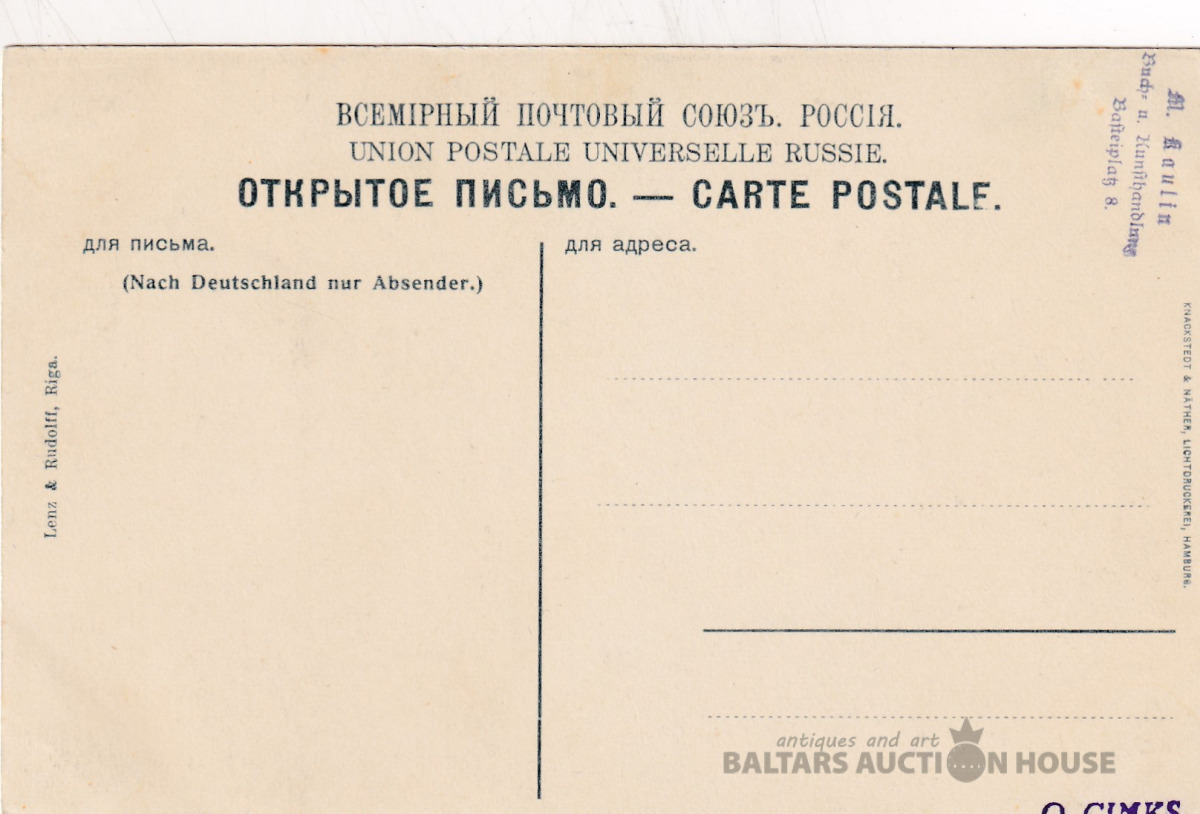 ВСЕМІРНЫЙ ПОЧТОВЫЙ СОЮЗЪ. РОССІЯ.
UNION POSTALE UNIVERSELLE RUSSIE.
ОТКРЫТОЕ ПИСЬМО. — CARTE POSTALE.
для письма.
(Nach Deutschland nur Absender.)
для адреса.
Lenz & Rudolff, Riga.
M. Kaulin
Buch- u. Kunsthandlung
Basteiplatz 8.
KNACKSTEDT & NÄTHER, LICHTDRUCKEREI, HAMBURG.
antiques and art
BALTARS AUCTION HOUSE
O. CIMKS